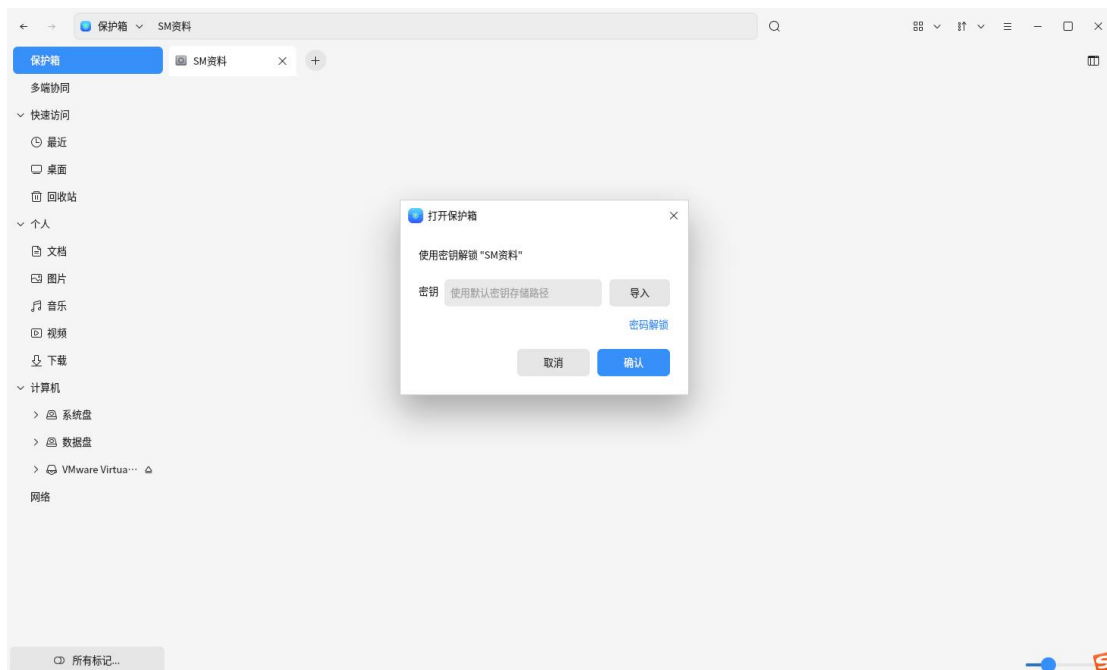 保护箱 SM资料
保护箱
SM资料
多端协同
快速访问
最近
桌面
回收站
个人
文档
图片
音乐
视频
下载
计算机
系统盘
数据盘
VMware Virtua…
网络
所有标记...
打开保护箱
使用密钥解锁 "SM资料"
密钥 使用默认密钥存储路径 导入
密码解锁
取消 确认